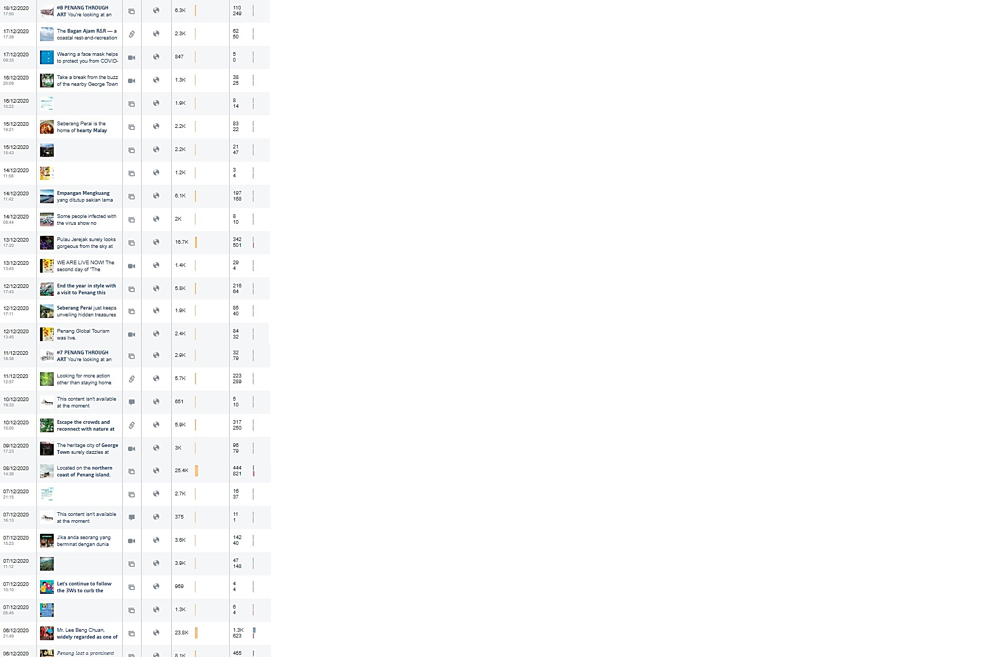 18/12/2020
17:50
#8 PENANG THROUGH
ART You're looking at an
6.3K
110
249
17/12/2020
17:39
The Bagan Ajam R&R — a
coastal rest-and-recreation
2.3K
62
50
17/12/2020
09:33
Wearing a face mask helps
to protect you from COVID-
847
5
0
16/12/2020
20:09
Take a break from the buzz
of the nearby George Town
1.3K
38
25
16/12/2020
10:22
1.9K
8
14
15/12/2020
19:21
Seberang Perai is the
home of hearty Malay
2.2K
83
22
15/12/2020
15:43
2.2K
21
47
14/12/2020
11:58
1.2K
3
4
14/12/2020
11:42
Empangan Mengkuang
yang ditutup sekian lama
6.1K
197
168
14/12/2020
08:44
Some people infected with
the virus show no
2K
8
10
13/12/2020
17:20
Pulau Jerejak surely looks
gorgeous from the sky at
16.7K
342
501
13/12/2020
13:45
WE ARE LIVE NOW! The
second day of "The
1.4K
29
4
12/12/2020
17:43
End the year in style with
a visit to Penang this
5.8K
216
64
12/12/2020
17:11
Seberang Perai just keeps
unveiling hidden treasures
1.9K
85
40
12/12/2020
13:45
Penang Global Tourism
was live.
2.4K
84
32
11/12/2020
18:38
#7 PENANG THROUGH
ART You're looking at an
2.9K
32
79
11/12/2020
12:57
Looking for more action
other than staying home
5.7K
223
289
10/12/2020
19:33
This content isn't available
at the moment
651
5
10
10/12/2020
15:00
Escape the crowds and
reconnect with nature at
5.9K
317
250
09/12/2020
17:23
The heritage city of George
Town surely dazzles at
3K
96
79
08/12/2020
14:38
Located on the northern
coast of Penang island,
25.4K
444
821
07/12/2020
21:15
2.7K
16
37
07/12/2020
16:13
This content isn't available
at the moment
375
11
1
07/12/2020
15:23
Jika anda seorang yang
berminat dengan dunia
3.6K
142
40
07/12/2020
11:12
3.9K
47
148
07/12/2020
10:10
Let's continue to follow
the 3Ws to curb the
969
4
4
07/12/2020
05:45
1.3K
6
4
06/12/2020
21:49
Mr. Lee Beng Chuan,
widely regarded as one of
23.8K
1.3K
623
06/12/2020
Penang lost a prominent
8.1K
465